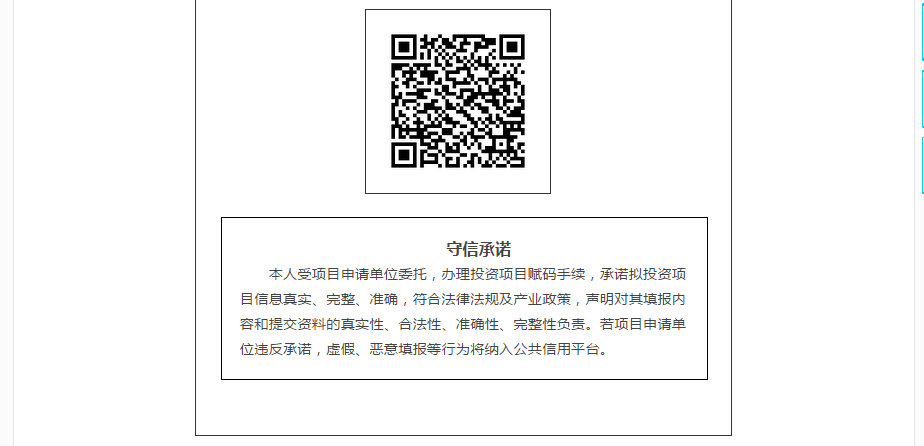 守信承诺
本人受项目申请单位委托，办理投资项目赋码手续，承诺拟投资项
目信息真实、完整、准确，符合法律法规及产业政策，声明对其填报内
容和提交资料的真实性、合法性、准确性、完整性负责。若项目申请单
位违反承诺，虚假、恶意填报等行为将纳入公共信用平台。